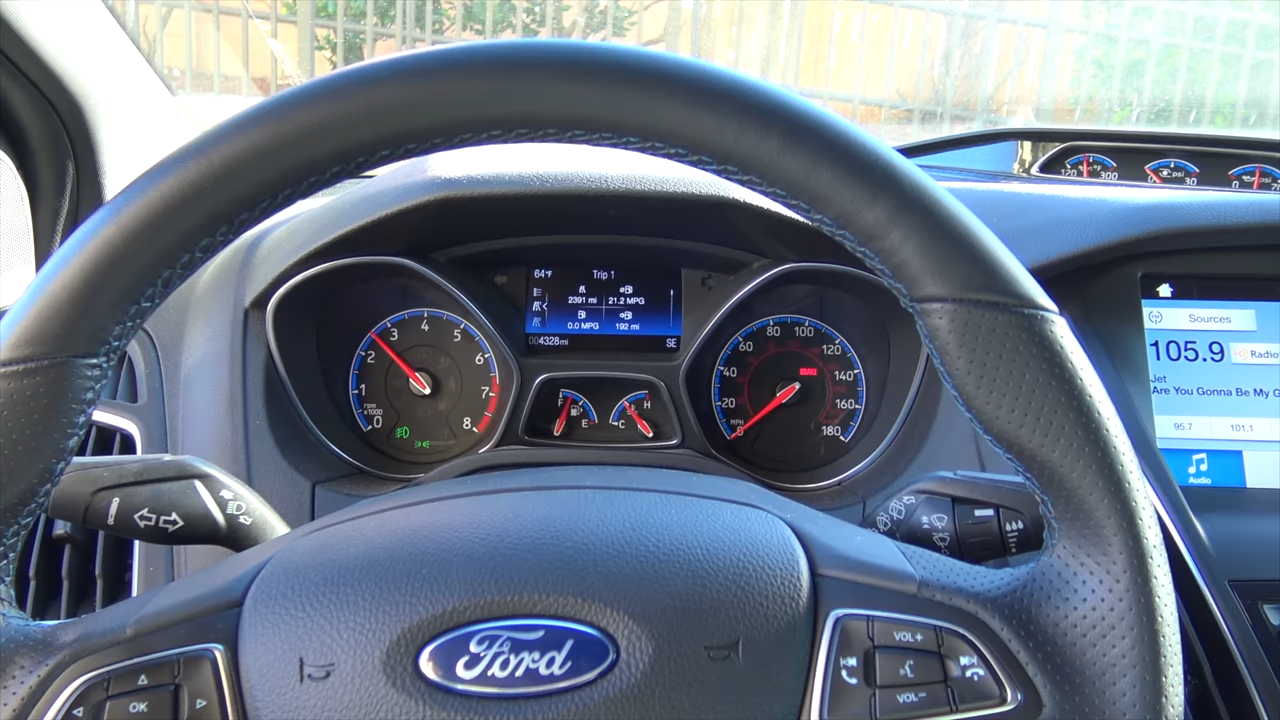 120 °F 300
0 psi 30
0 psi
64°F Trip 1
2391 mi 21.2 MPG
0.0 MPG 192 mi
004328mi SE
0 1 2 3 4 5 6 7 8
rpm
x1000
F E
C H
0 20 40 60 80 100 120 140 160 180
MPH
BRAKE
Sources
105.9 Radio
Jet
Are You Gonna Be My G
95.7 101.1
Audio
Ford
OK
VOL+
VOL-